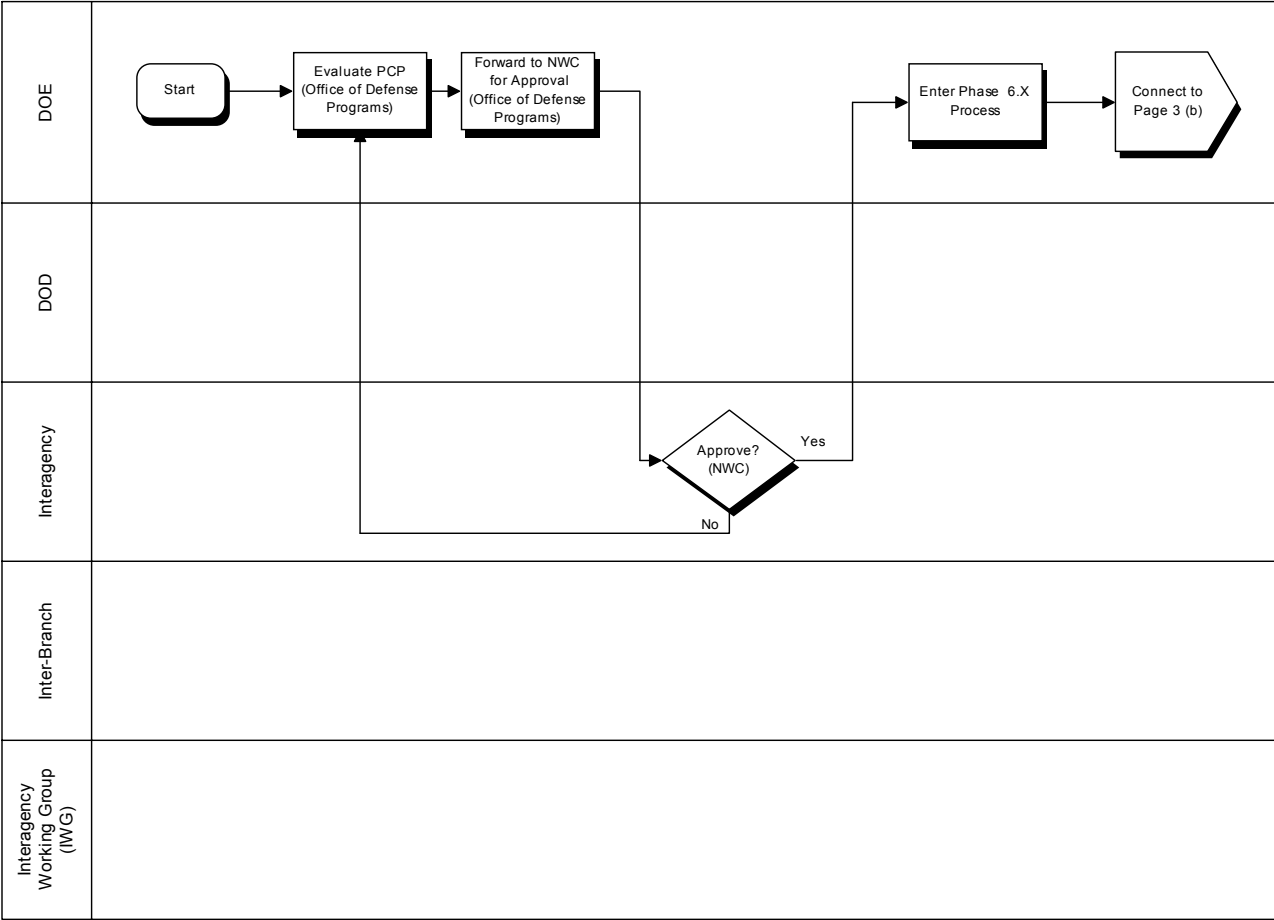 DOE
Start
Evaluate PCP
(Office of Defense
Programs)
Forward to NWC
for Approval
(Office of Defense
Programs)
Enter Phase 6.X
Process
Connect to
Page 3 (b)
DOD
Interagency
Approve?
(NWC)
Yes
No
Inter-Branch
Interagency
Working Group
(IWG)